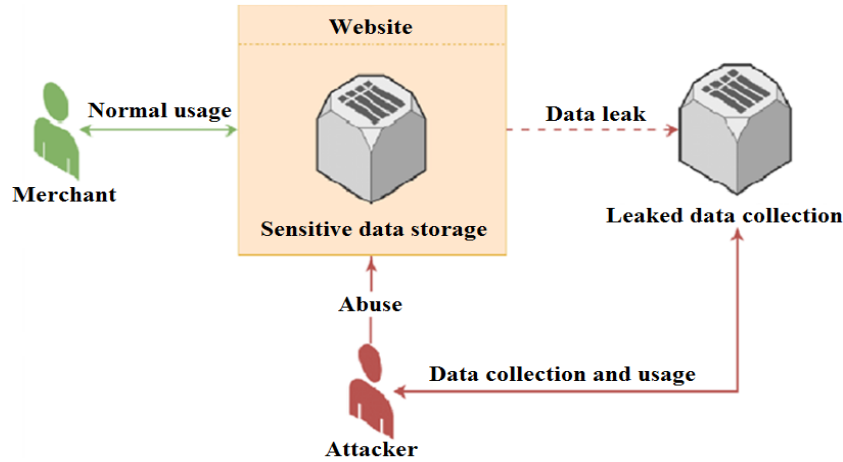 Website
Normal usage
Data leak
Merchant
Sensitive data storage
Leaked data collection
Abuse
Data collection and usage
Attacker